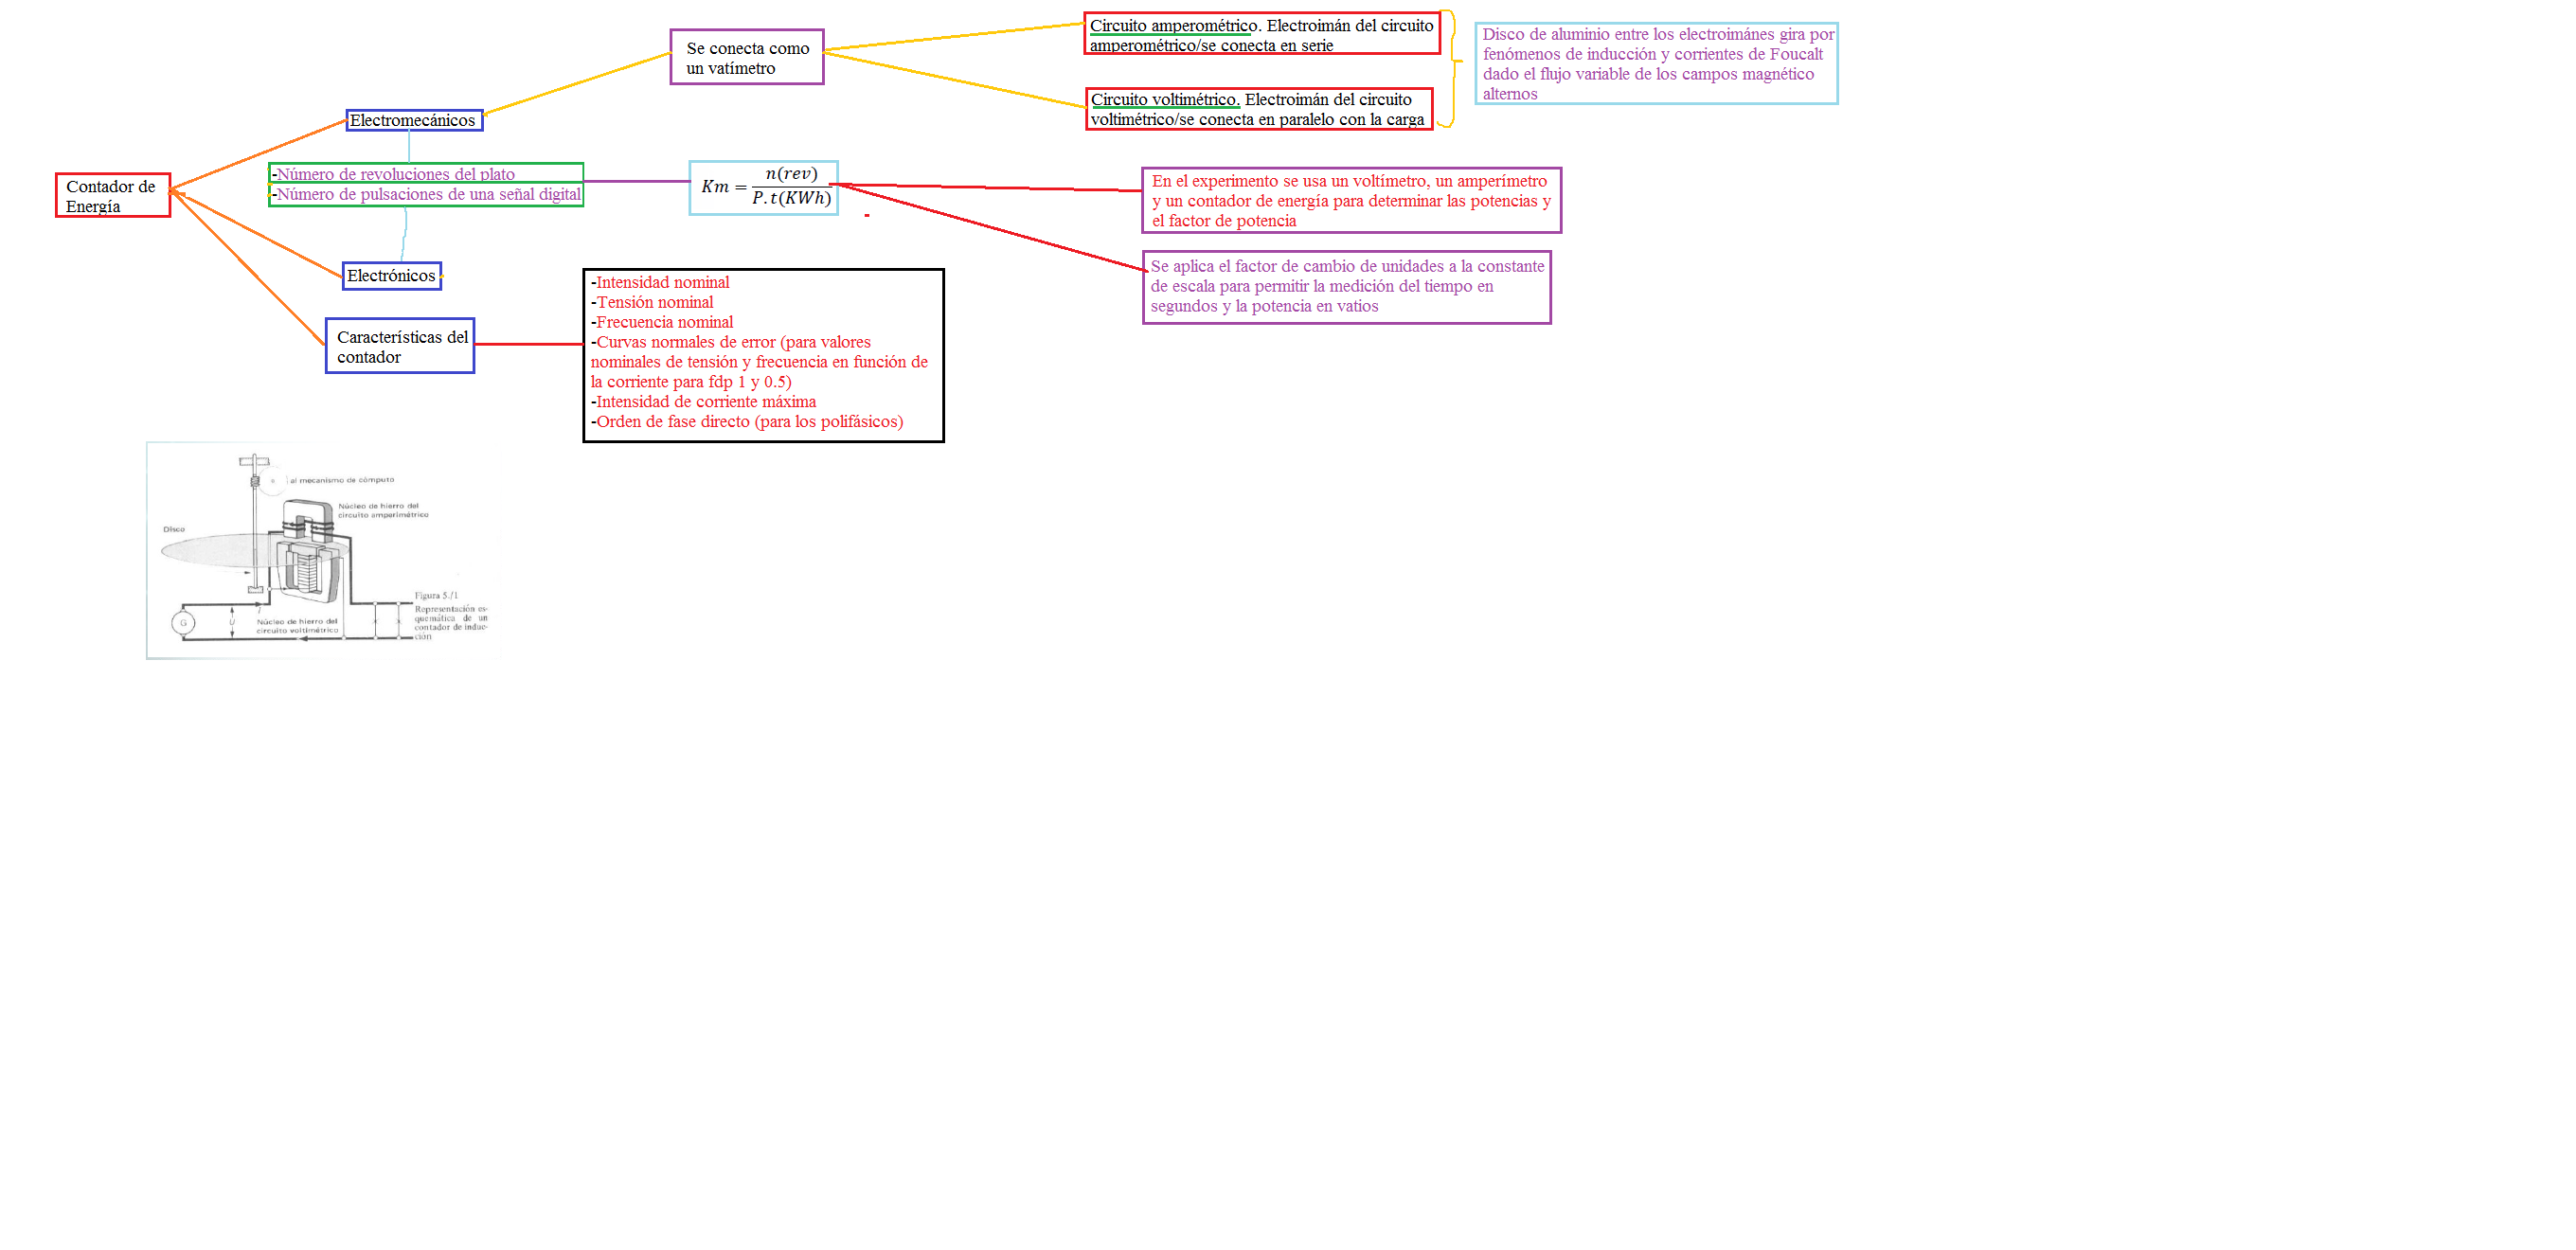 Contador de
Energía
Electromecánicos
Se conecta como
un vatímetro
Circuito amperométrico. Electroimán del circuito
amperométrico/se conecta en serie
Circuito voltimétrico. Electroimán del circuito
voltimétrico/se conecta en paralelo con la carga
Disco de aluminio entre los electroimánes gira por
fenómenos de inducción y corrientes de Foucalt
dado el flujo variable de los campos magnético
alternos
-Número de revoluciones del plato
-Número de pulsaciones de una señal digital
Km = n(rev) / P.t(KWh)
En el experimento se usa un voltímetro, un amperímetro
y un contador de energía para determinar las potencias y
el factor de potencia
Se aplica el factor de cambio de unidades a la constante
de escala para permitir la medición del tiempo en
segundos y la potencia en vatios
Electrónicos
Características del
contador
-Intensidad nominal
-Tensión nominal
-Frecuencia nominal
-Curvas normales de error (para valores
nominales de tensión y frecuencia en función de
la corriente para fdp 1 y 0.5)
-Intensidad de corriente máxima
-Orden de fase directo (para los polifásicos)
al mecanismo de cómputo
Núcleo de hierro del
circuito amperimétrico
Disco
G
U
I
Núcleo de hierro del
circuito voltimétrico
Figura 5./1
Representación es-
quemática de un
contador de induc-
ción